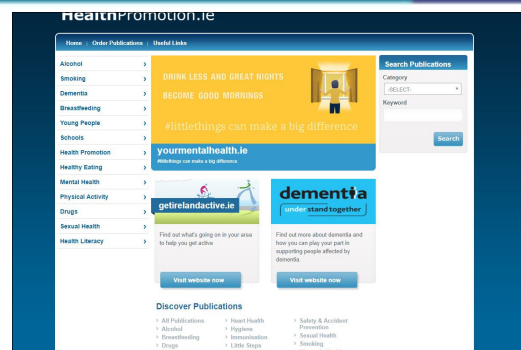 HealthPromotion.ie
Home | Order Publications | Useful Links
Alcohol
Smoking
Dementia
Breastfeeding
Young People
Schools
Health Promotion
Healthy Eating
Mental Health
Physical Activity
Drugs
Sexual Health
Health Literacy
DRINK LESS AND GREAT NIGHTS
BECOME GOOD MORNINGS
#littlethings can make a big difference
yourmentalhealth.ie
#littlethings can make a big difference
Search Publications
Category
-SELECT-
Keyword
Search
getirelandactive.ie
Find out what's going on in your area
to help you get active
Visit website now
dementia
understand together
Find out more about dementia and
how you can play your part in
supporting people affected by
dementia.
Visit website now
Discover Publications
All Publications
Alcohol
Breastfeeding
Drugs
Heart Health
Hygiene
Immunisation
Little Steps
Safety & Accident
Prevention
Sexual Health
Smoking